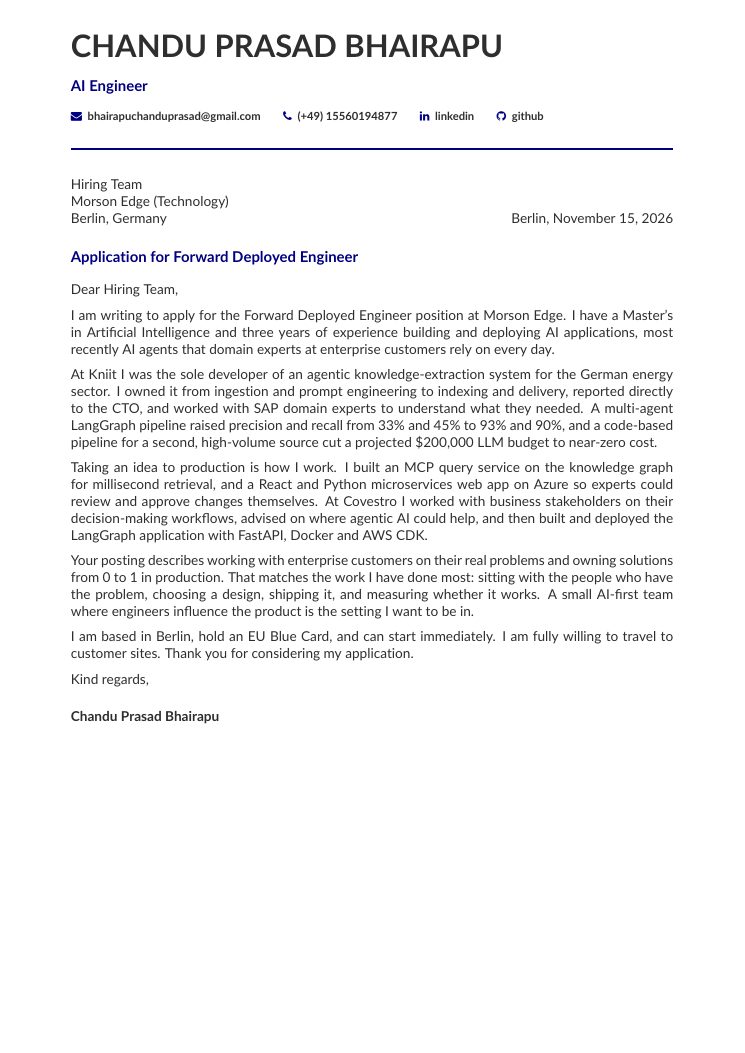 CHANDU PRASAD BHAIRAPU
AI Engineer
bhairapuchanduprasad@gmail.com (+49) 15560194877 linkedin github
Hiring Team
Morson Edge (Technology)
Berlin, Germany Berlin, November 15, 2026
Application for Forward Deployed Engineer
Dear Hiring Team,
I am writing to apply for the Forward Deployed Engineer position at Morson Edge. I have a Master's
in Artificial Intelligence and three years of experience building and deploying AI applications, most
recently AI agents that domain experts at enterprise customers rely on every day.
At Kniit I was the sole developer of an agentic knowledge-extraction system for the German energy
sector. I owned it from ingestion and prompt engineering to indexing and delivery, reported directly
to the CTO, and worked with SAP domain experts to understand what they needed. A multi-agent
LangGraph pipeline raised precision and recall from 33% and 45% to 93% and 90%, and a code-based
pipeline for a second, high-volume source cut a projected $200,000 LLM budget to near-zero cost.
Taking an idea to production is how I work. I built an MCP query service on the knowledge graph
for millisecond retrieval, and a React and Python microservices web app on Azure so experts could
review and approve changes themselves. At Covestro I worked with business stakeholders on their
decision-making workflows, advised on where agentic AI could help, and then built and deployed the
LangGraph application with FastAPI, Docker and AWS CDK.
Your posting describes working with enterprise customers on their real problems and owning solutions
from 0 to 1 in production. That matches the work I have done most: sitting with the people who have
the problem, choosing a design, shipping it, and measuring whether it works. A small AI-first team
where engineers influence the product is the setting I want to be in.
I am based in Berlin, hold an EU Blue Card, and can start immediately. I am fully willing to travel to
customer sites. Thank you for considering my application.
Kind regards,
Chandu Prasad Bhairapu